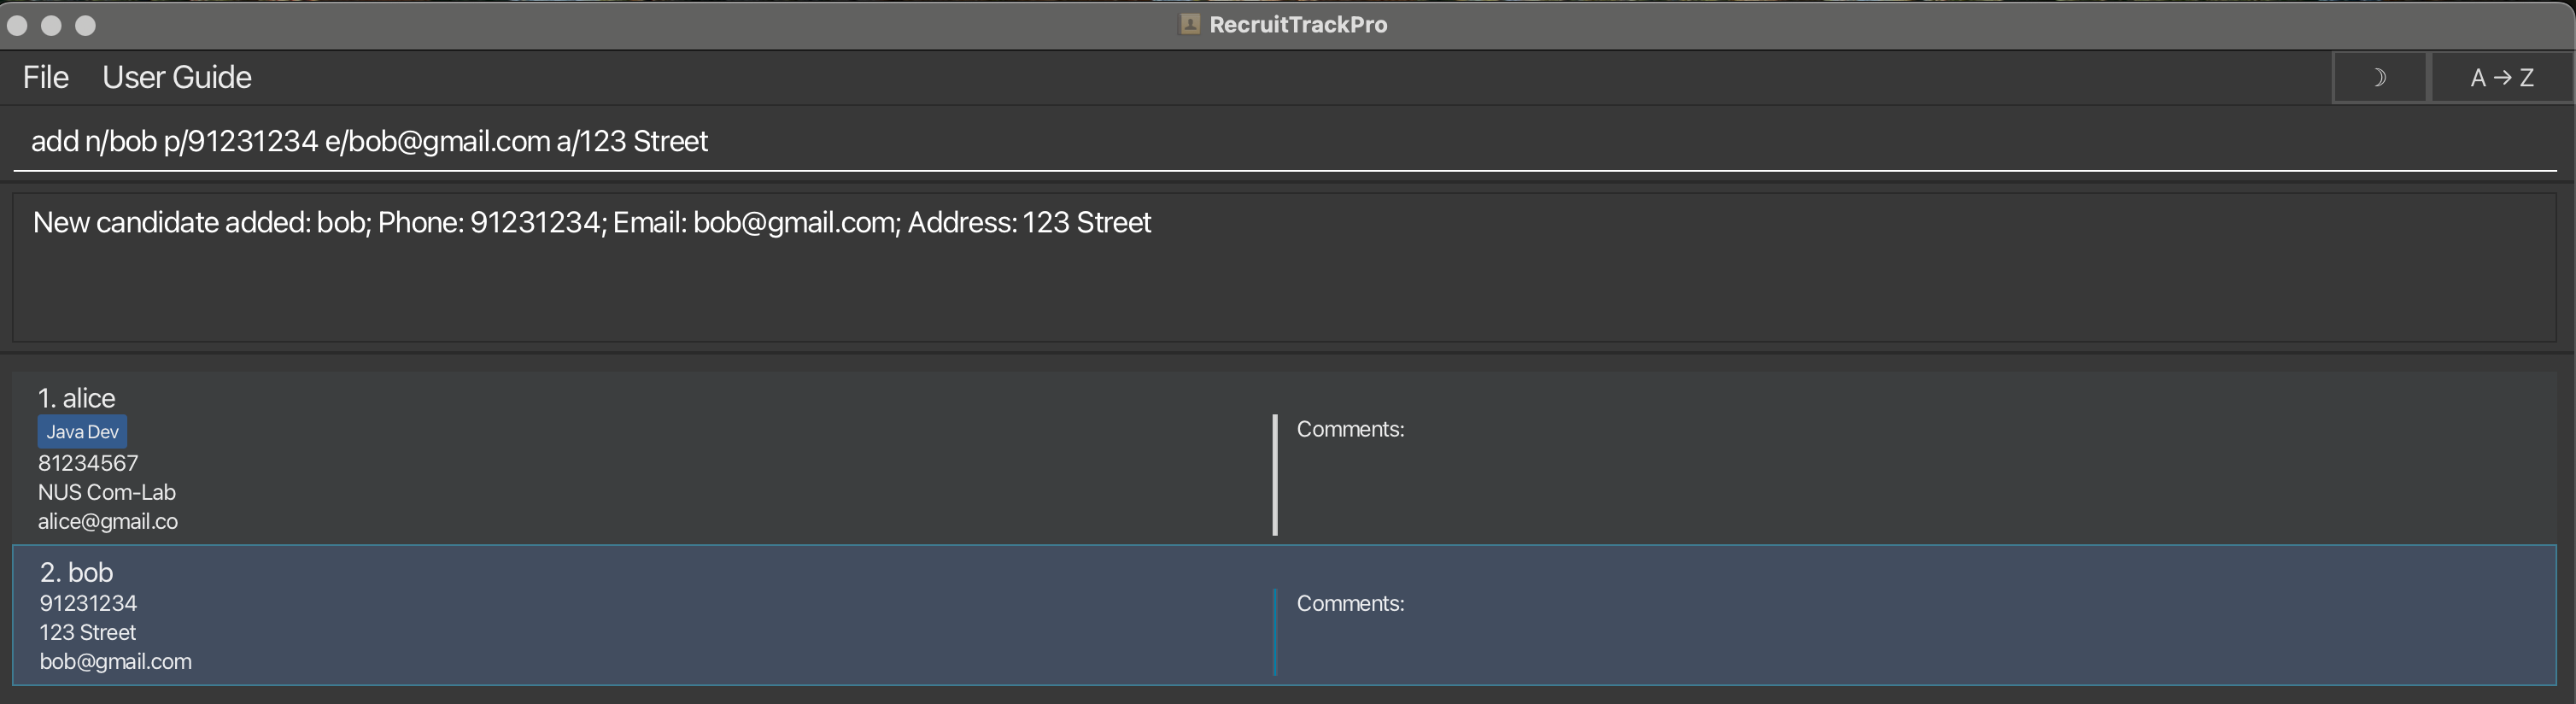 RecruitTrackPro
File User Guide ☽ A → Z
add n/bob p/91231234 e/bob@gmail.com a/123 Street
New candidate added: bob; Phone: 91231234; Email: bob@gmail.com; Address: 123 Street
1. alice
Java Dev
81234567
NUS Com-Lab
alice@gmail.co
Comments:
2. bob
91231234
123 Street
bob@gmail.com
Comments: